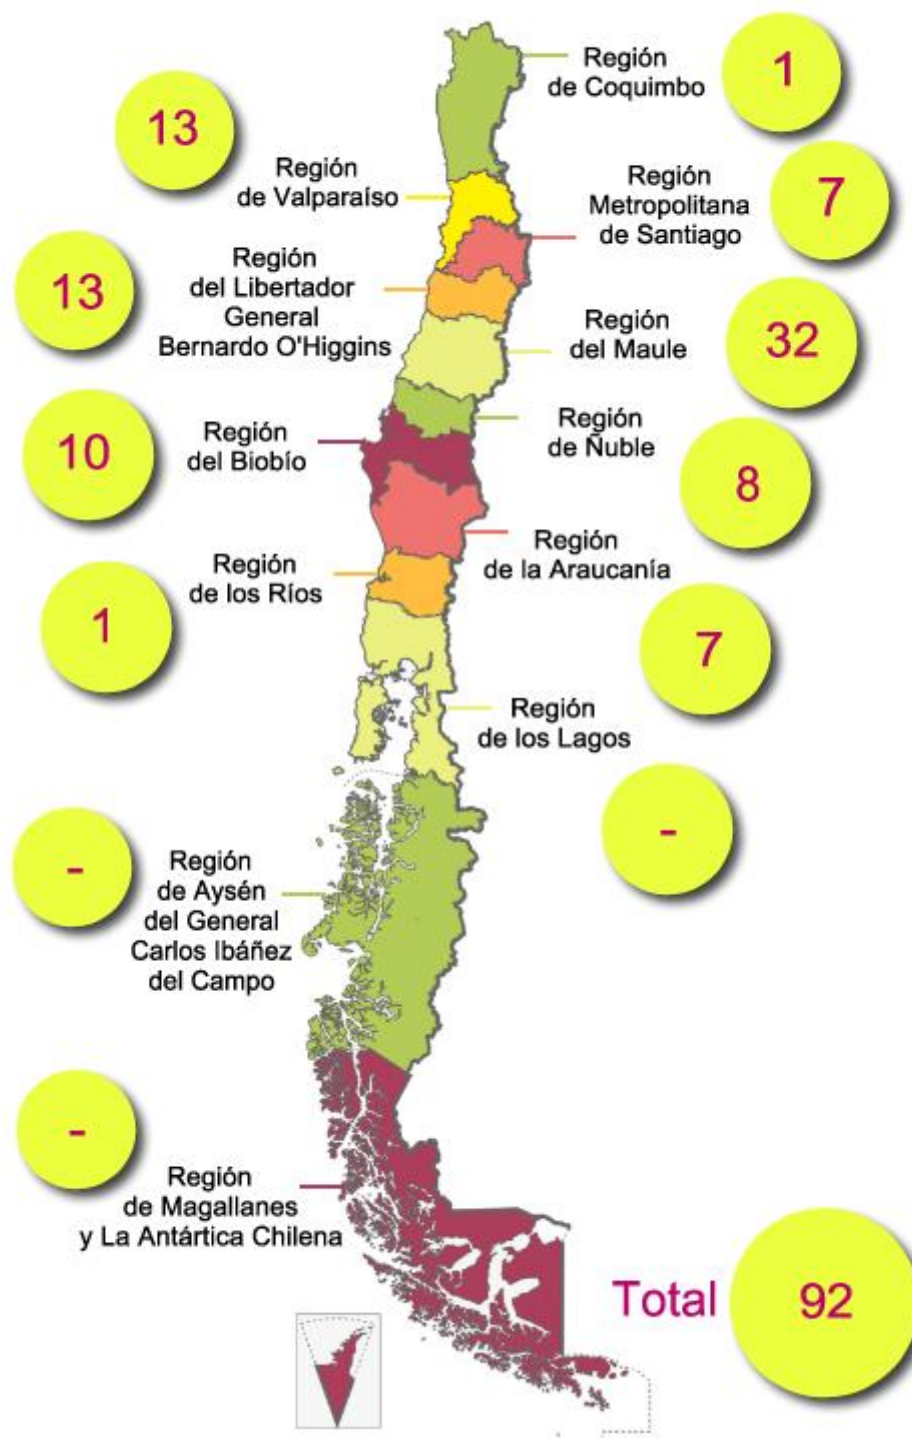 Región
de Coquimbo
1
13
Región
de Valparaíso
Región
Metropolitana
de Santiago
7
13
Región
del Libertador
General
Bernardo O'Higgins
Región
del Maule
32
10
Región
del Biobío
Región
de Ñuble
8
Región
de la Araucanía
Región
de los Ríos
1
7
Región
de los Lagos
-
-
Región
de Aysén
del General
Carlos Ibáñez
del Campo
-
Región
de Magallanes
y La Antártica Chilena
Total
92